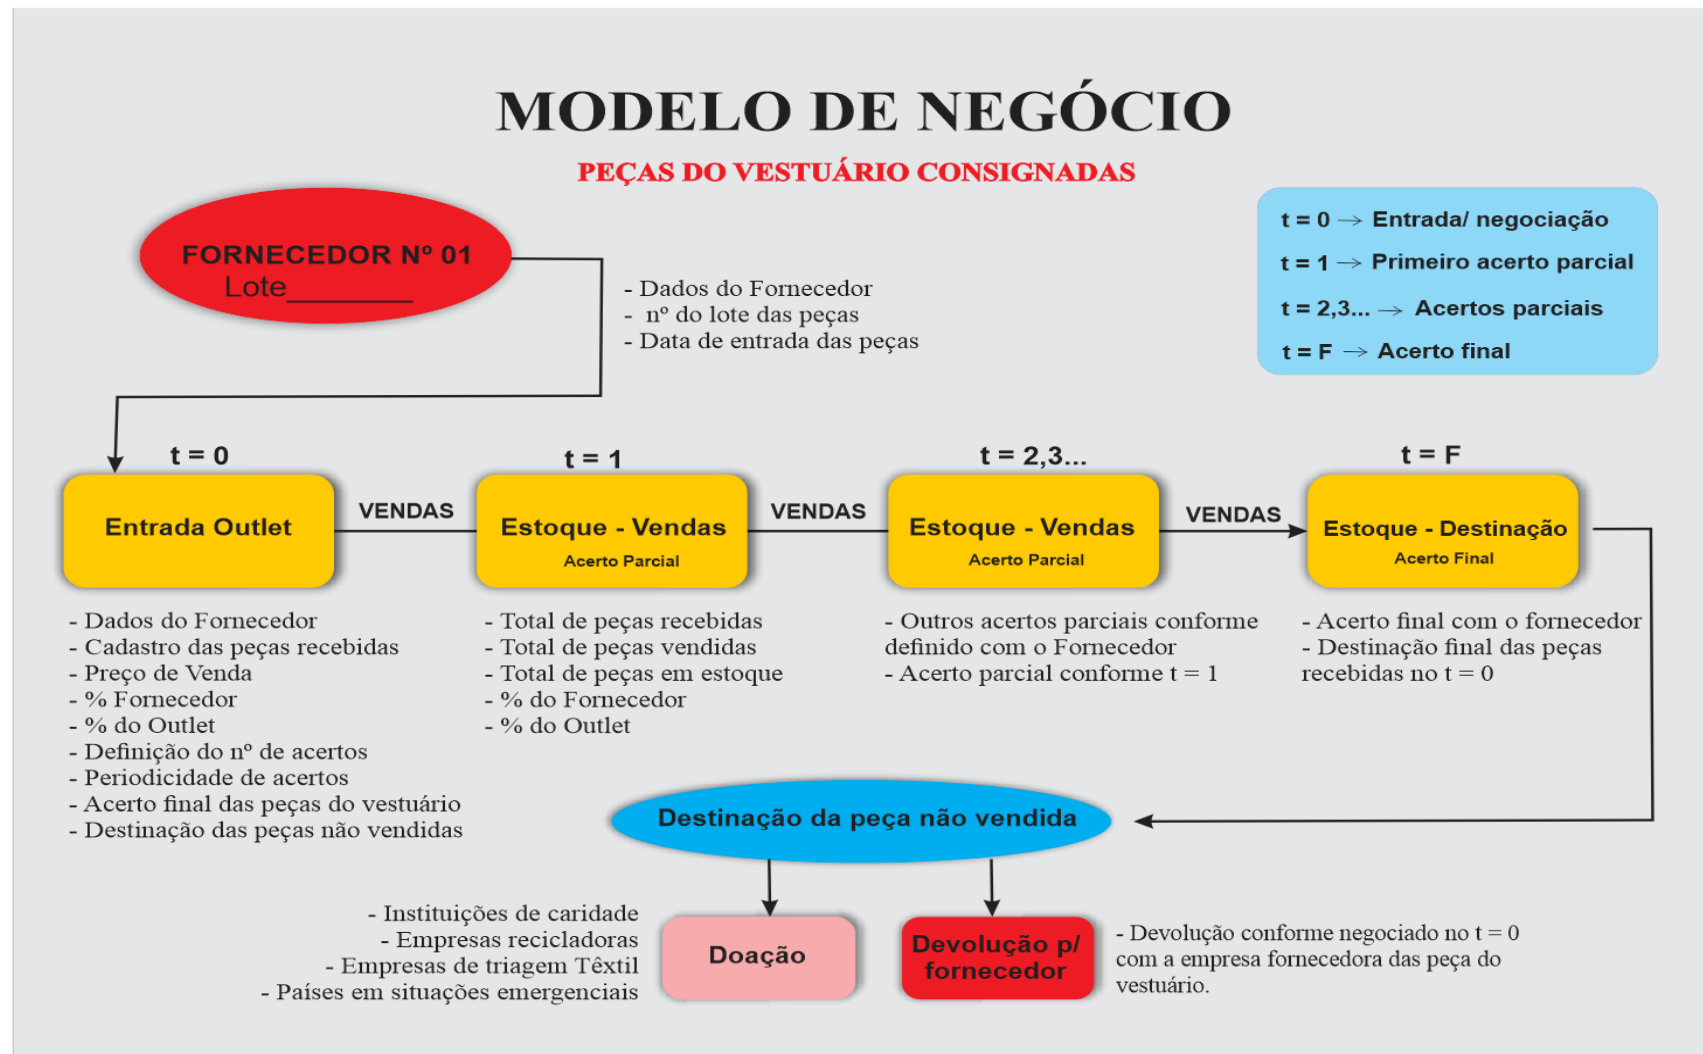 MODELO DE NEGÓCIO
PEÇAS DO VESTUÁRIO CONSIGNADAS
FORNECEDOR Nº 01
Lote_________
- Dados do Fornecedor
-  nº do lote das peças
- Data de entrada das peças
t = 0 → Entrada/ negociação
t = 1 → Primeiro acerto parcial
t = 2,3... → Acertos parciais
t = F → Acerto final
t = 0
Entrada Outlet
- Dados do Fornecedor
- Cadastro das peças recebidas
- Preço de Venda
- % Fornecedor
- % do Outlet
- Definição do nº de acertos
- Periodicidade de acertos
- Acerto final das peças do vestuário
- Destinação das peças não vendidas
VENDAS
t = 1
Estoque - Vendas
Acerto Parcial
- Total de peças recebidas
- Total de peças vendidas
- Total de peças em estoque
- % do Fornecedor
- % do Outlet
VENDAS
t = 2,3...
Estoque - Vendas
Acerto Parcial
- Outros acertos parciais conforme
definido com o Fornecedor
- Acerto parcial conforme t = 1
VENDAS
t = F
Estoque - Destinação
Acerto Final
- Acerto final com o fornecedor
- Destinação final das peças
recebidas no t = 0
Destinação da peça não vendida
- Instituições de caridade
- Empresas recicladoras
- Empresas de triagem Têxtil
- Países em situações emergenciais
Doação
Devolução p/
fornecedor
- Devolução conforme negociado no t = 0
com a empresa fornecedora das peça do
vestuário.